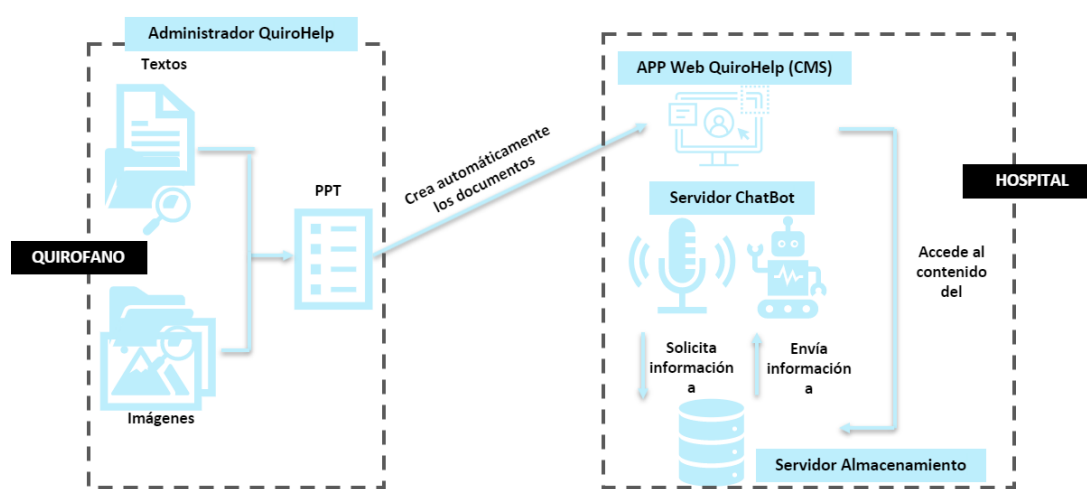 Administrador QuiroHelp
Textos
PPT
QUIROFANO
Imágenes
Crea automáticamente
los documentos
APP Web QuiroHelp (CMS)
HOSPITAL
Servidor ChatBot
Accede al
contenido
del
Solicita
información
a
Envía
información
a
Servidor Almacenamiento